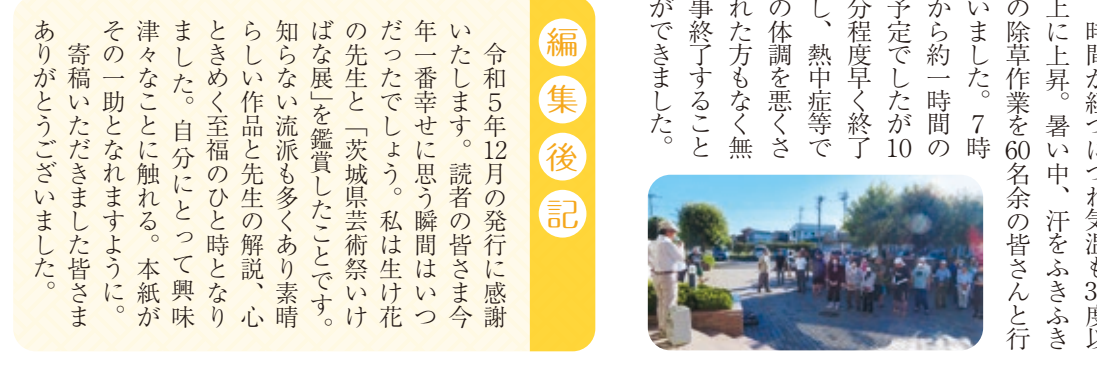 時間が経つにつれ気温も3度以
上に上昇。暑い中、汗をふきふき
の除草作業を60名余の皆さんと行
いました。7時
から約一時間の
予定でしたが10
分程度早く終了
し、熱中症等で
の体調を悪くさ
れた方もなく無
事終了すること
ができました。
編集後記
令和5年12月の発行に感謝
いたします。読者の皆さま今
年一番幸せに思う瞬間はいつ
だったでしょう。私は生け花
の先生と「茨城県芸術祭いけ
ばな展」を鑑賞したことです。
知らない流派も多くあり素晴
らしい作品と先生の解説、心
ときめく至福のひと時となり
ました。自分にとって興味
津々なことに触れる。本紙が
その一助となれますように。
寄稿いただきました皆さま
ありがとうございました。